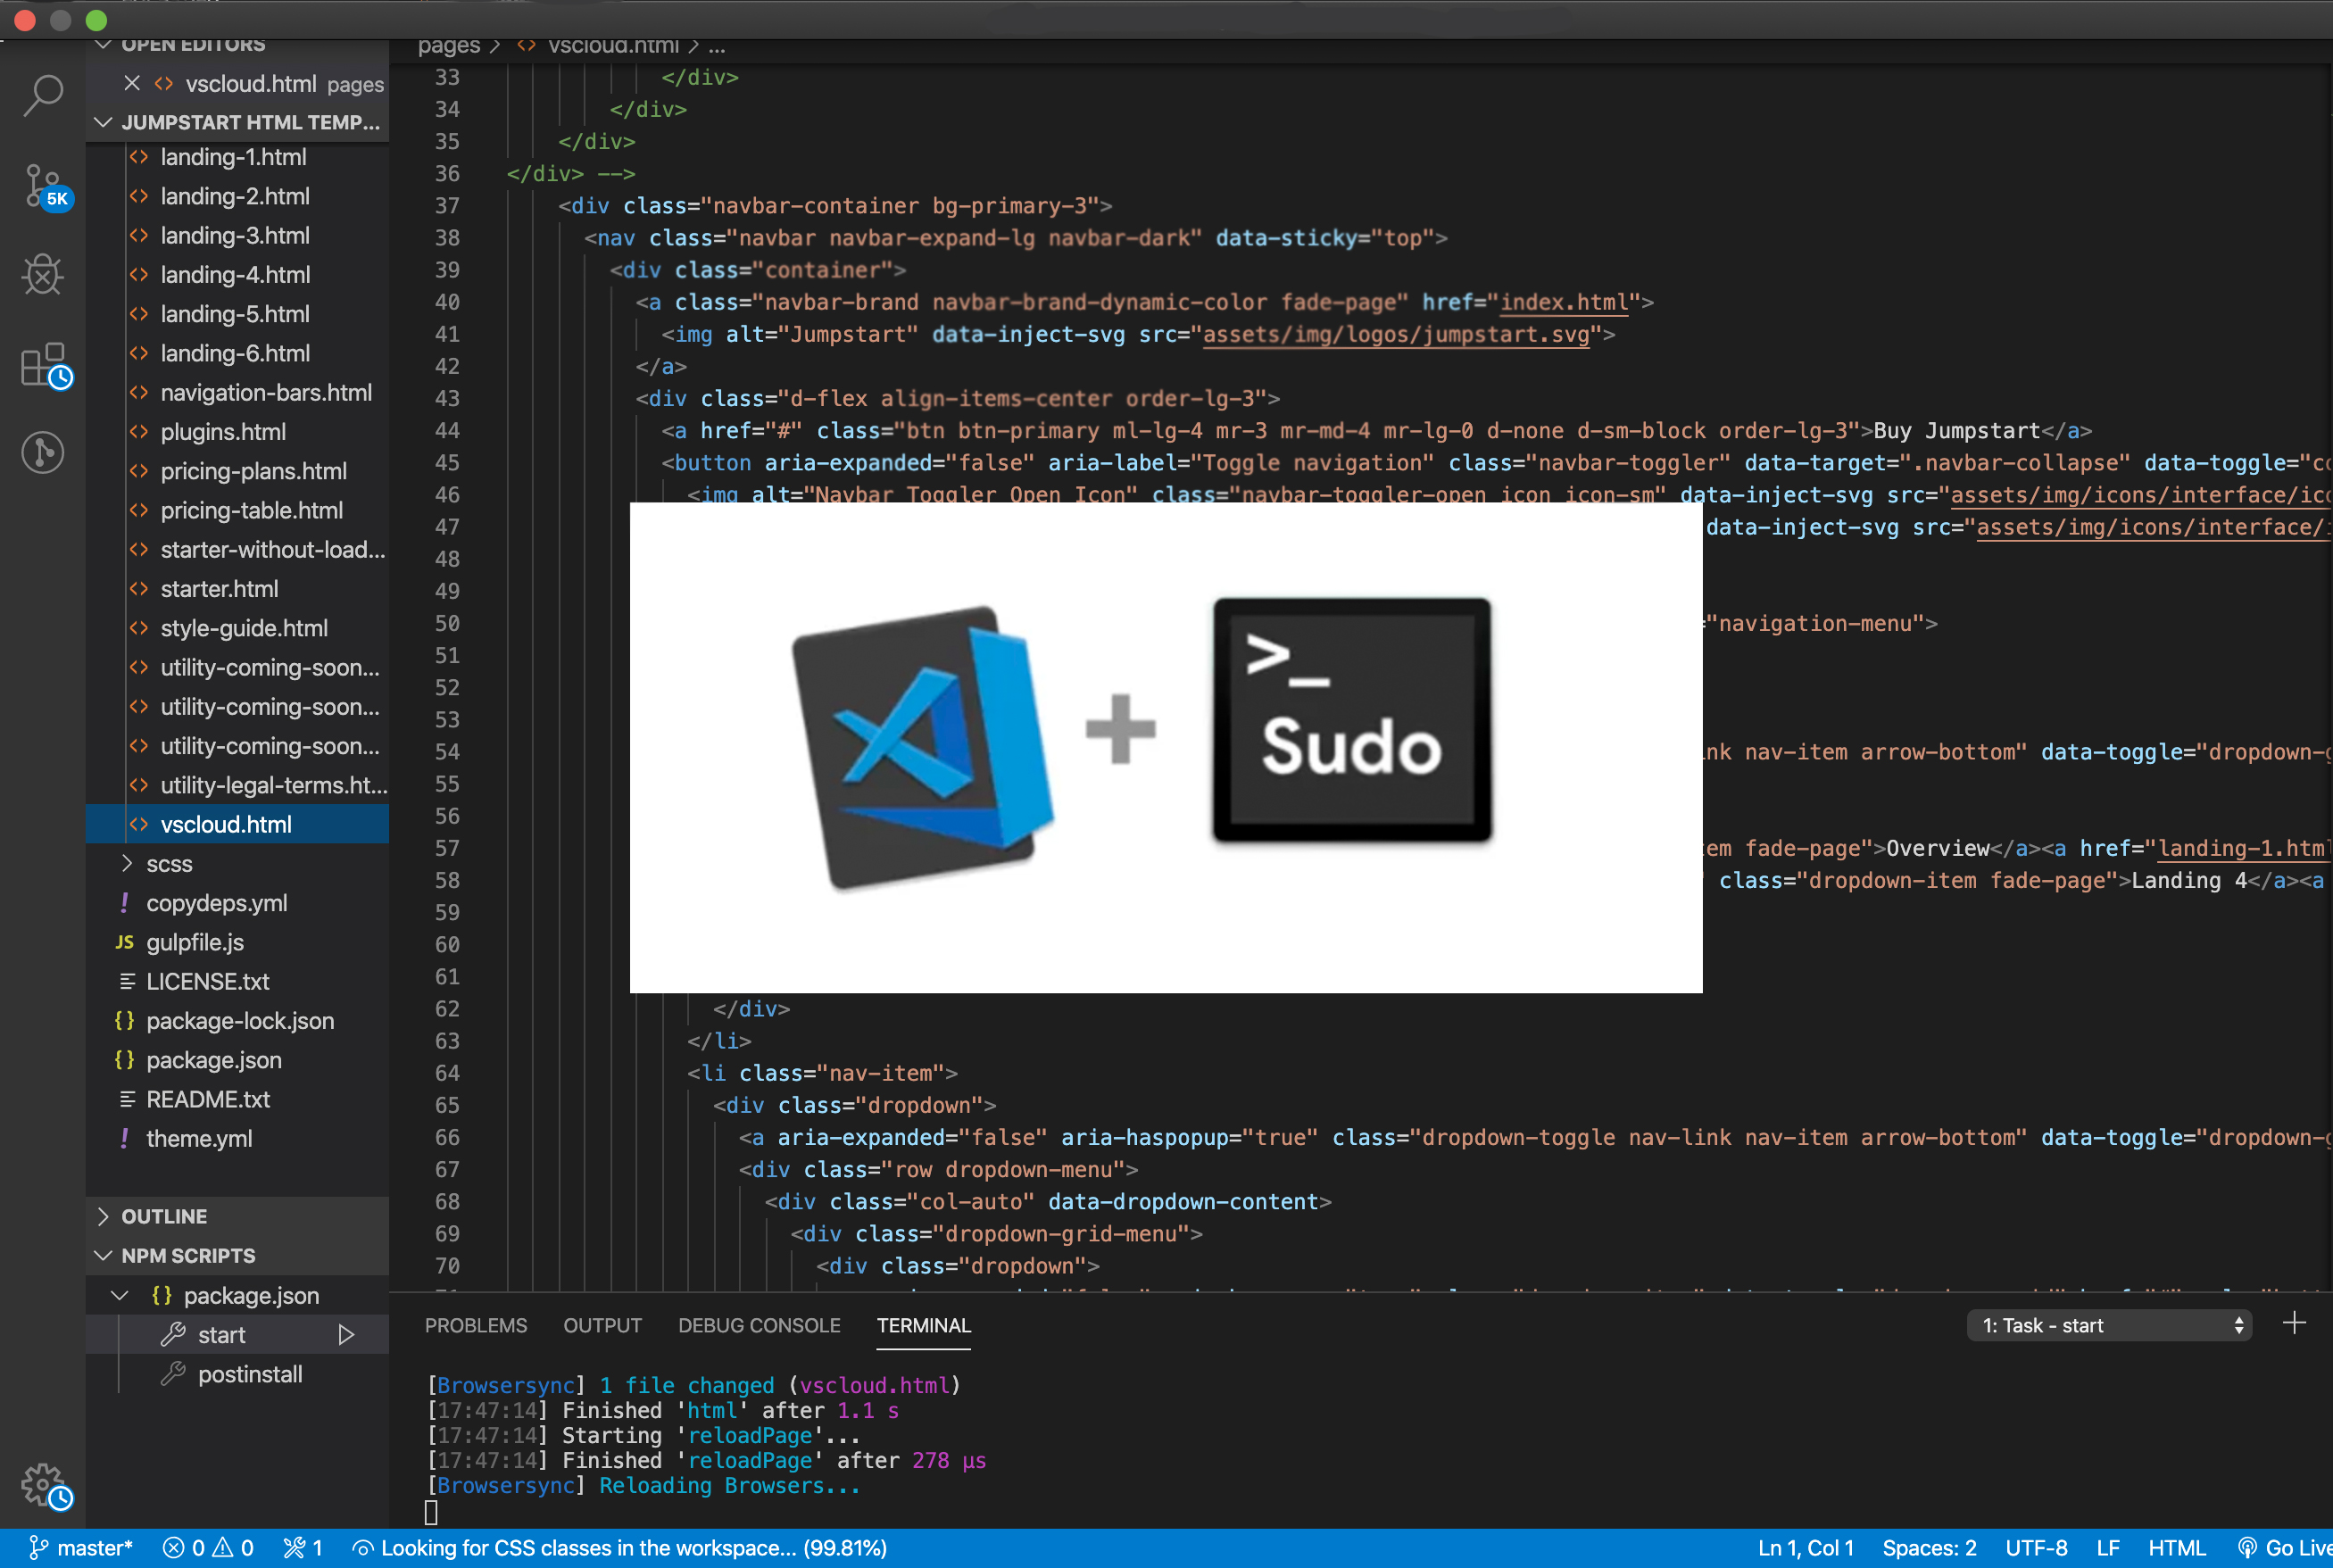 OPEN EDITORS
vscloud.html pages
JUMPSTART HTML TEMP...
landing-1.html
landing-2.html
landing-3.html
landing-4.html
landing-5.html
landing-6.html
navigation-bars.html
plugins.html
pricing-plans.html
pricing-table.html
starter-without-load...
starter.html
style-guide.html
utility-coming-soon...
utility-coming-soon...
utility-coming-soon...
utility-legal-terms.ht...
vscloud.html
scss
copydeps.yml
JS gulpfile.js
LICENSE.txt
{} package-lock.json
{} package.json
README.txt
! theme.yml
OUTLINE
NPM SCRIPTS
{} package.json
start
postinstall
5K
pages > <> vscloud.html > ...
33 </div>
34 </div>
35 </div>
36 </div> -->
37 <div class="navbar-container bg-primary-3">
38 <nav class="navbar navbar-expand-lg navbar-dark" data-sticky="top">
39 <div class="container">
40 <a class="navbar-brand navbar-brand-dynamic-color fade-page" href="index.html">
41 <img alt="Jumpstart" data-inject-svg src="assets/img/logos/jumpstart.svg">
42 </a>
43 <div class="d-flex align-items-center order-lg-3">
44 <a href="#" class="btn btn-primary ml-lg-4 mr-3 mr-md-4 mr-lg-0 d-none d-sm-block order-lg-3">Buy Jumpstart</a>
45 <button aria-expanded="false" aria-label="Toggle navigation" class="navbar-toggler" data-target=".navbar-collapse" data-toggle="co
46 <img alt="Navbar Toggler Open Icon" class="navbar-toggler-open icon icon-sm" data-inject-svg src="assets/img/icons/interface/ico
47 data-inject-svg src="assets/img/icons/interface/i
48
49
50 ="navigation-menu">
51
52
53
54 ink nav-item arrow-bottom" data-toggle="dropdown-g
55
56
57 em fade-page">Overview</a><a href="landing-1.html
58 class="dropdown-item fade-page">Landing 4</a><a
59
60
61
62 </div>
63 </li>
64 <li class="nav-item">
65 <div class="dropdown">
66 <a aria-expanded="false" aria-haspopup="true" class="dropdown-toggle nav-link nav-item arrow-bottom" data-toggle="dropdown-g
67 <div class="row dropdown-menu">
68 <div class="col-auto" data-dropdown-content>
69 <div class="dropdown-grid-menu">
70 <div class="dropdown">
>_
Sudo
PROBLEMS OUTPUT DEBUG CONSOLE TERMINAL 1: Task - start
[Browsersync] 1 file changed (vscloud.html)
[17:47:14] Finished 'html' after 1.1 s
[17:47:14] Starting 'reloadPage'...
[17:47:14] Finished 'reloadPage' after 278 μs
[Browsersync] Reloading Browsers...
master* 0 0 1 Looking for CSS classes in the workspace... (99.81%) Ln 1, Col 1 Spaces: 2 UTF-8 LF HTML Go Live